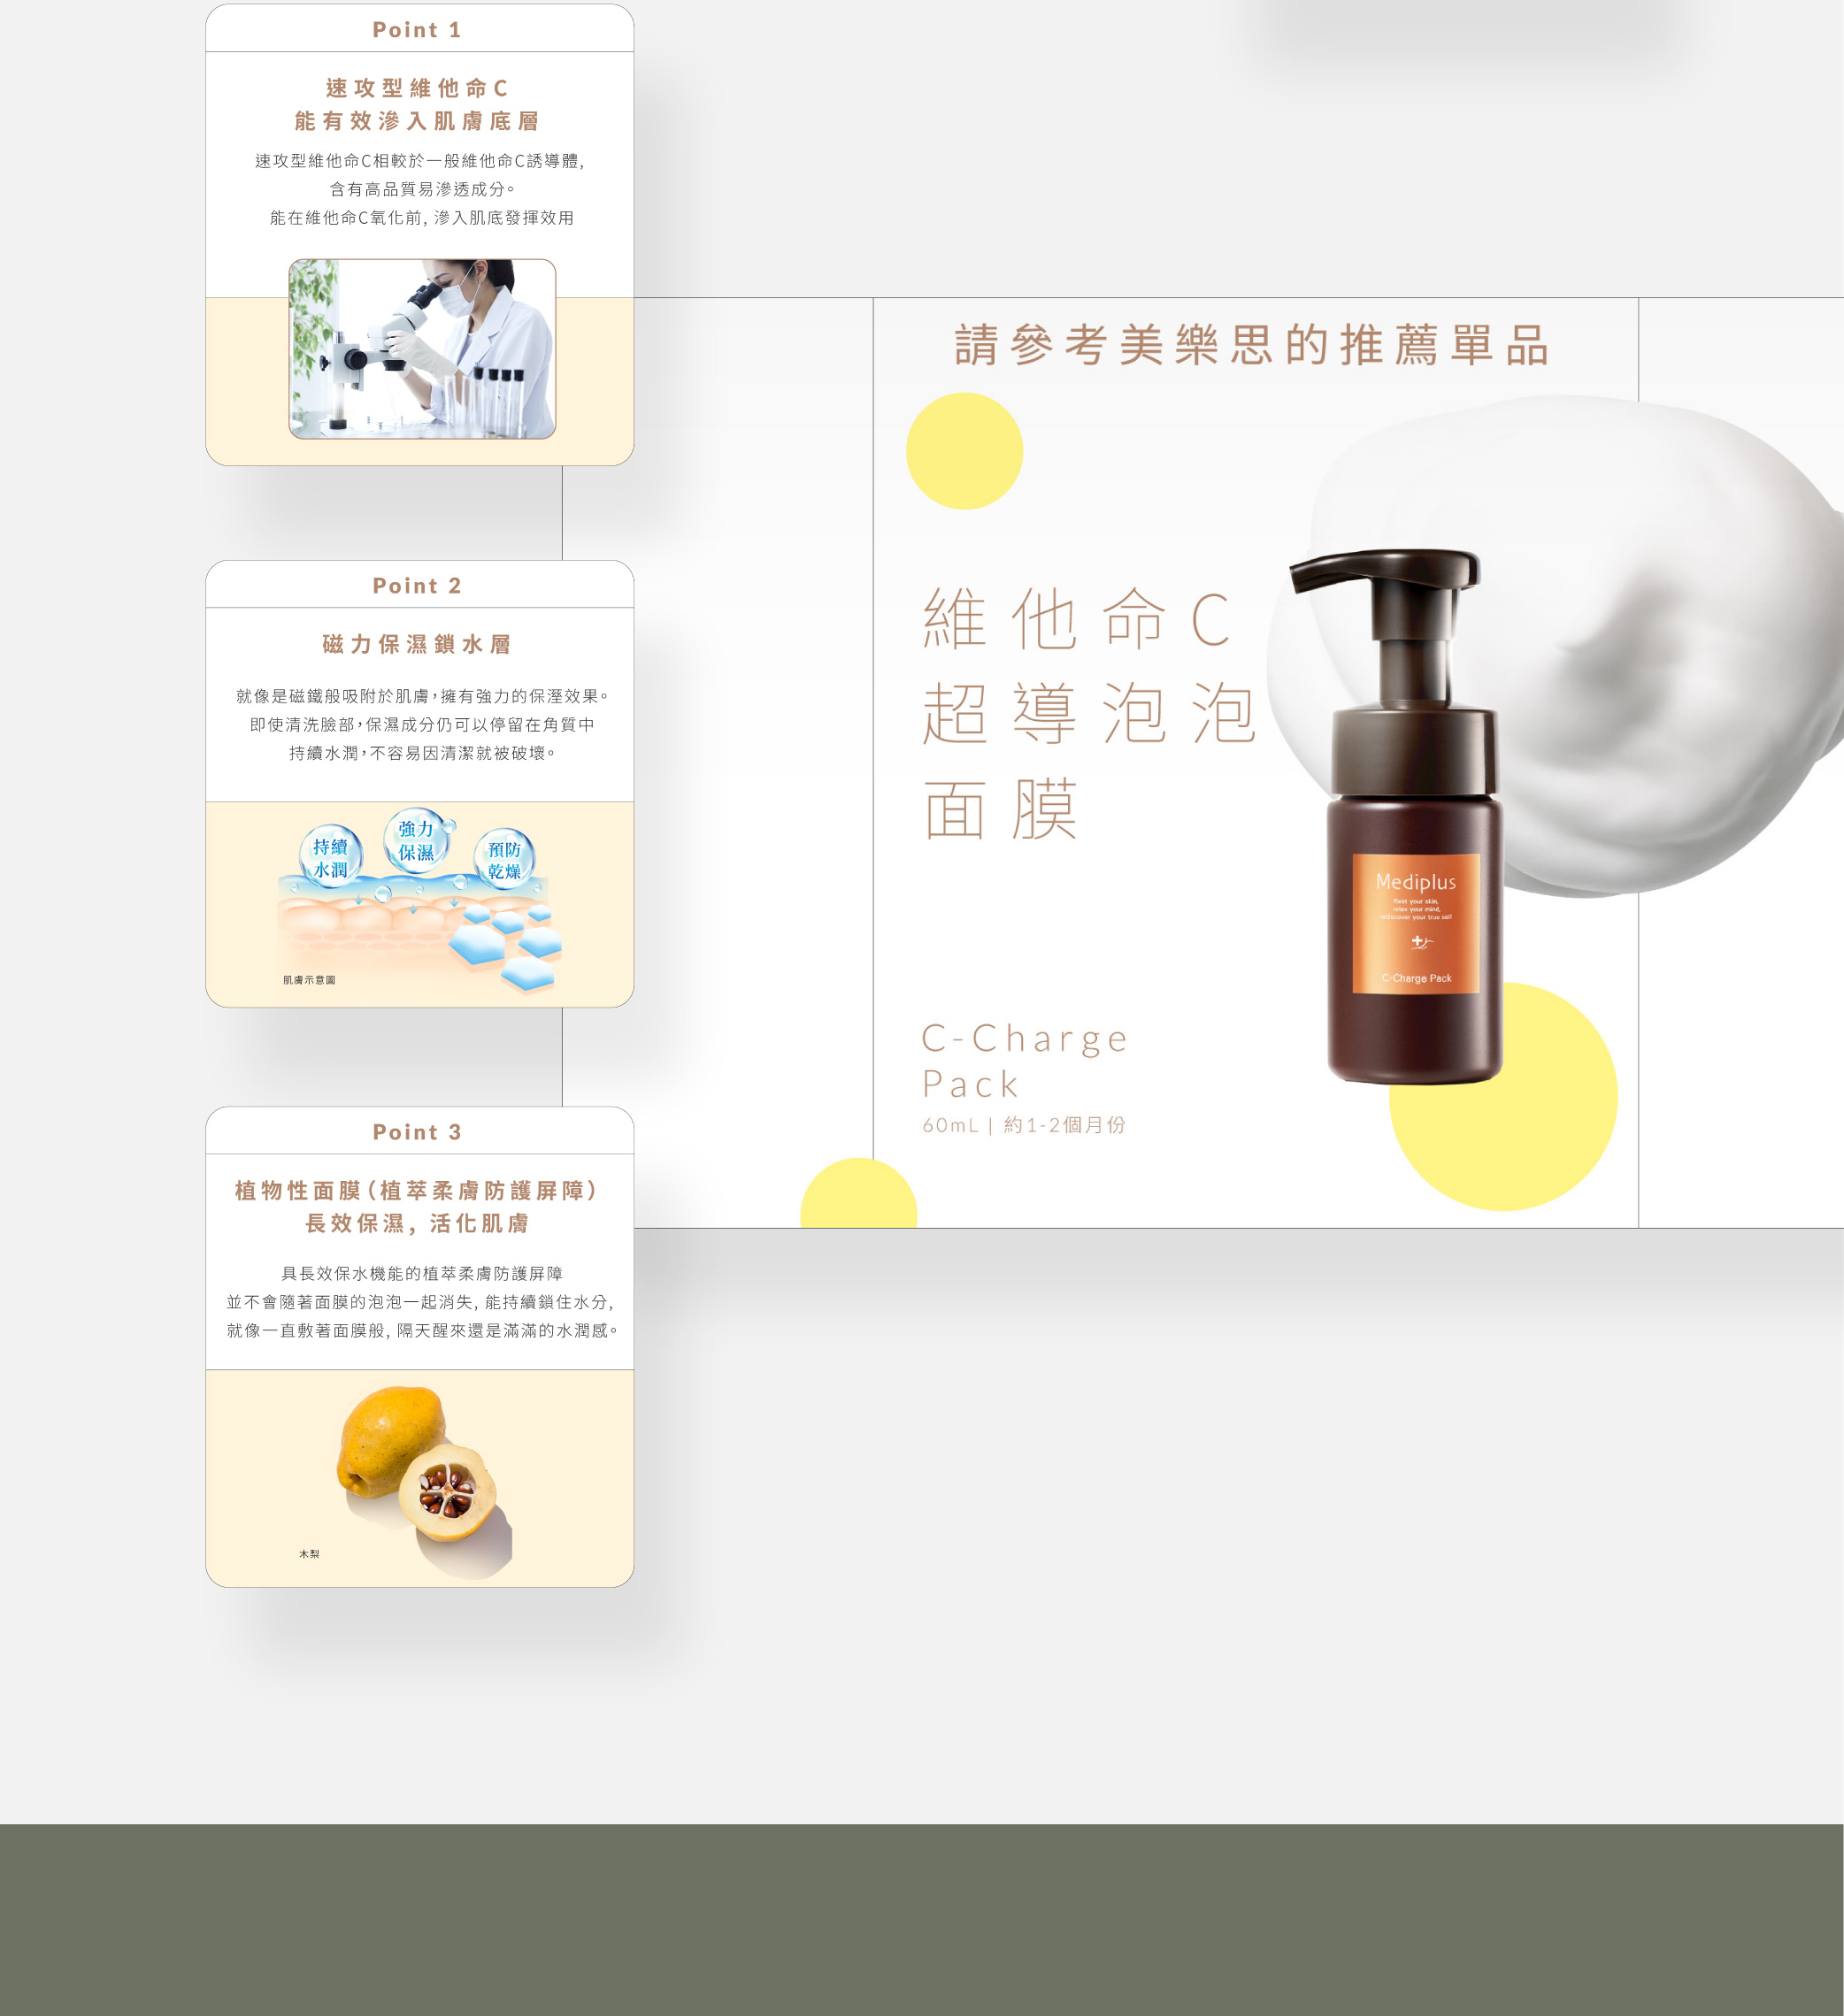 Point 1
速攻型維他命C
能有效滲入肌膚底層
速攻型維他命C相較於一般維他命C誘導體,
含有高品質易滲透成分。
能在維他命C氧化前, 滲入肌底發揮效用
Point 2
磁力保濕鎖水層
就像是磁鐵般吸附於肌膚，擁有強力的保溼效果。
即使清洗臉部，保濕成分仍可以停留在角質中
持續水潤，不容易因清潔就被破壞。
持續
水潤
強力
保濕
預防
乾燥
肌膚示意圖
Point 3
植物性面膜（植萃柔膚防護屏障）
長效保濕, 活化肌膚
具長效保水機能的植萃柔膚防護屏障
並不會隨著面膜的泡泡一起消失, 能持續鎖住水分,
就像一直敷著面膜般, 隔天醒來還是滿滿的水潤感。
木梨
請參考美樂思的推薦單品
維他命C
超導泡泡
面膜
C-Charge
Pack
60mL | 約1-2個月份
Mediplus
Reset your skin,
relax your mind,
rediscover your true self
C-Charge Pack